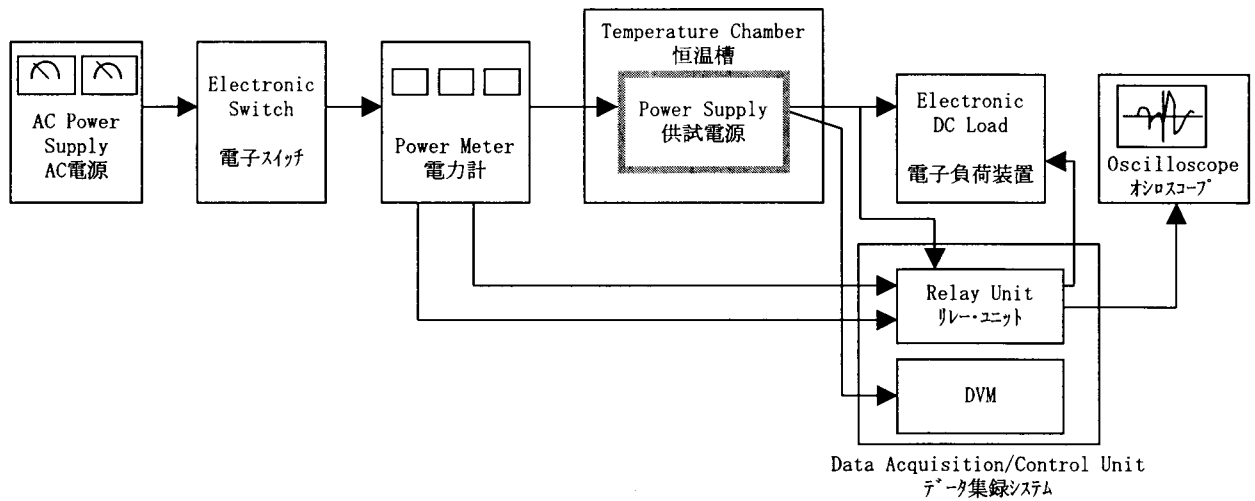 AC Power
Supply
AC電源
Electronic
Switch
電子ｽｲｯﾁ
Power Meter
電力計
Temperature Chamber
恒温槽
Power Supply
供試電源
Electronic
DC Load
電子負荷装置
Oscilloscope
ｵｼﾛｽｺｰﾌﾟ
Relay Unit
ﾘﾚｰ･ﾕﾆｯﾄ
DVM
Data Acquisition/Control Unit
ﾃﾞｰﾀ集録ｼｽﾃﾑ